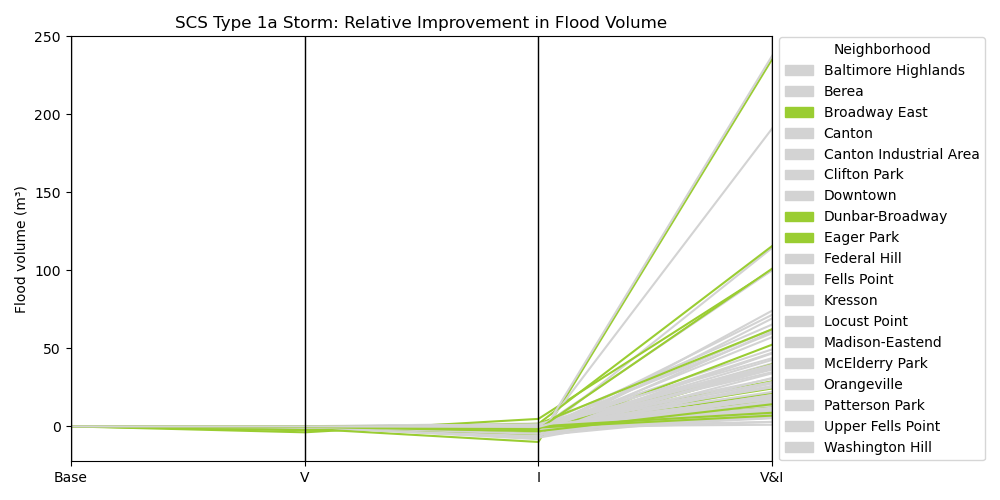 SCS Type 1a Storm: Relative Improvement in Flood Volume
Flood volume (m³)
250
200
150
100
50
0
Base
V
I
V&I
Neighborhood
Baltimore Highlands
Berea
Broadway East
Canton
Canton Industrial Area
Clifton Park
Downtown
Dunbar-Broadway
Eager Park
Federal Hill
Fells Point
Kresson
Locust Point
Madison-Eastend
McElderry Park
Orangeville
Patterson Park
Upper Fells Point
Washington Hill